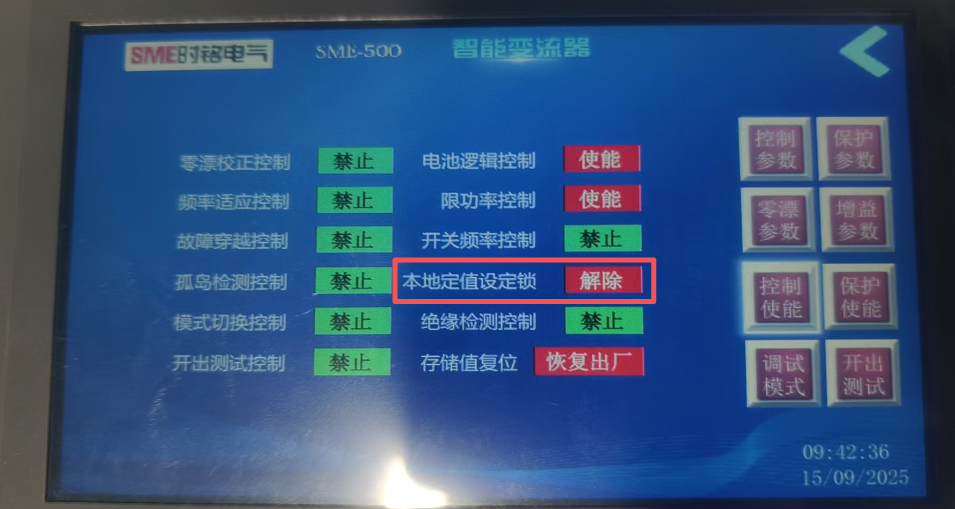 SME时铭电气 SME-500 智能变流器
零漂校正控制 禁止 电池逻辑控制 使能
频率适应控制 禁止 限功率控制 使能
故障穿越控制 禁止 开关频率控制 禁止
孤岛检测控制 禁止 本地定值设定锁 解除
模式切换控制 禁止 绝缘检测控制 禁止
开出测试控制 禁止 存储值复位 恢复出厂
控制 保护
参数 参数
零漂 增益
参数 参数
控制 保护
使能 使能
调试 开出
模式 测试
09:42:36
15/09/2025